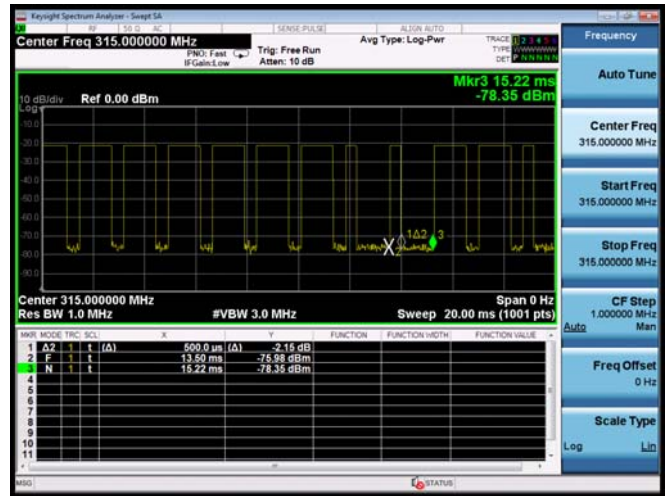 Keysight Spectrum Analyzer - Swept SA
RF 50 Ω AC SENSE:PULSE ALIGN AUTO
Center Freq 315.000000 MHz
PNO: Fast
IFGain:Low
Trig: Free Run
Atten: 10 dB
Avg Type: Log-Pwr
TRACE 1 2 3 4 5 6
TYPE
DET P N N N N N
Mkr3 15.22 ms
-78.35 dBm
10 dB/div Ref 0.00 dBm
Log
-10.0
-20.0
-30.0
-40.0
-50.0
-60.0
-70.0
-80.0
-90.0
1Δ2 3
2
Center 315.000000 MHz Span 0 Hz
Res BW 1.0 MHz #VBW 3.0 MHz Sweep 20.00 ms (1001 pts)
MKR MODE TRC SCL X Y FUNCTION FUNCTION WIDTH FUNCTION VALUE
1 Δ2 1 t (Δ) 500.0 µs (Δ) -2.15 dB
2 F 1 t 13.50 ms -75.98 dBm
3 N 1 t 15.22 ms -78.35 dBm
4
5
6
7
8
9
10
11
MSG STATUS
Frequency
Auto Tune
Center Freq
315.000000 MHz
Start Freq
315.000000 MHz
Stop Freq
315.000000 MHz
CF Step
1.000000 MHz
Auto Man
Freq Offset
0 Hz
Scale Type
Log Lin